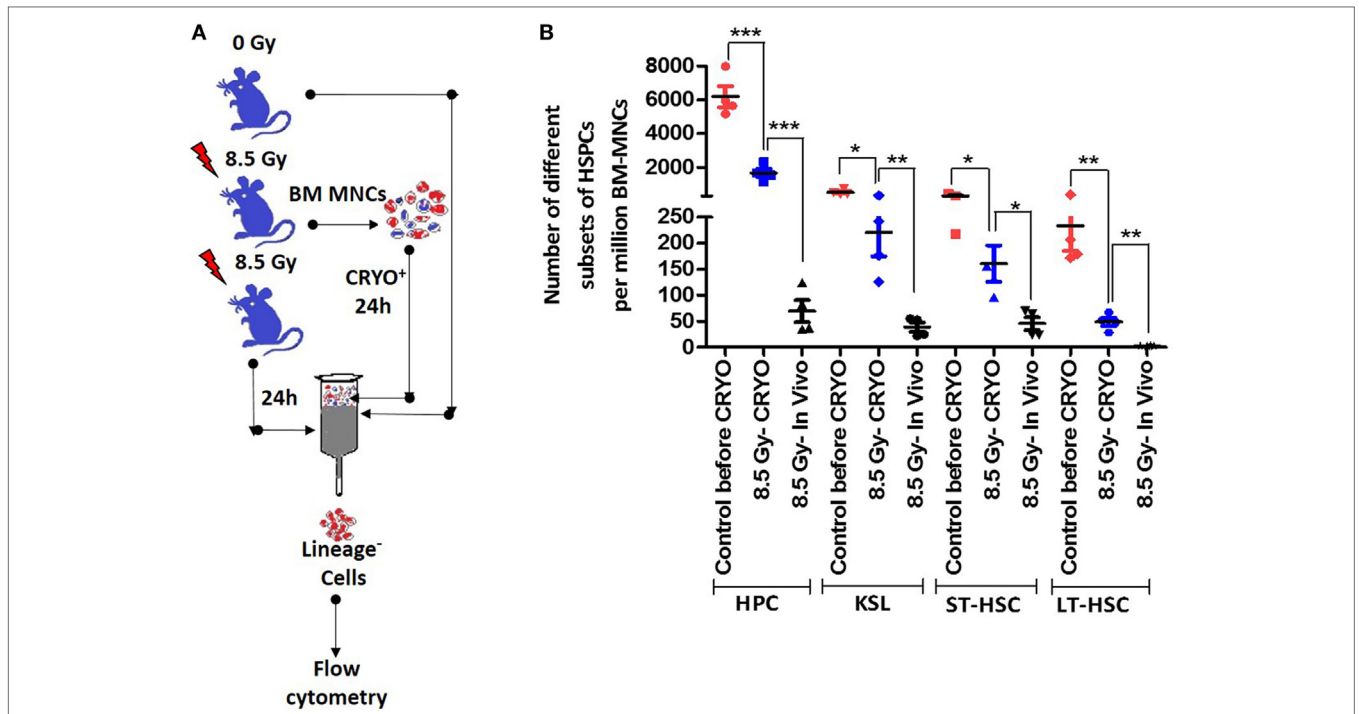 A
0 Gy
8.5 Gy
BM MNCs
8.5 Gy
CRYO⁺
24h
24h
Lineage⁻
Cells
Flow
cytometry
B
Number of different
subsets of HSPCs
per million BM-MNCs
8000
6000
4000
2000
250
200
150
100
50
0
***
***
*
**
*
*
**
**
Control before CRYO
8.5 Gy- CRYO
8.5 Gy- In Vivo
Control before CRYO
8.5 Gy- CRYO
8.5 Gy- In Vivo
Control before CRYO
8.5 Gy- CRYO
8.5 Gy- In Vivo
Control before CRYO
8.5 Gy- CRYO
8.5 Gy- In Vivo
HPC
KSL
ST-HSC
LT-HSC